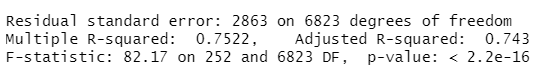 Residual standard error: 2863 on 6823 degrees of freedom
Multiple R-squared:  0.7522,    Adjusted R-squared:  0.743
F-statistic: 82.17 on 252 and 6823 DF,  p-value: < 2.2e-16